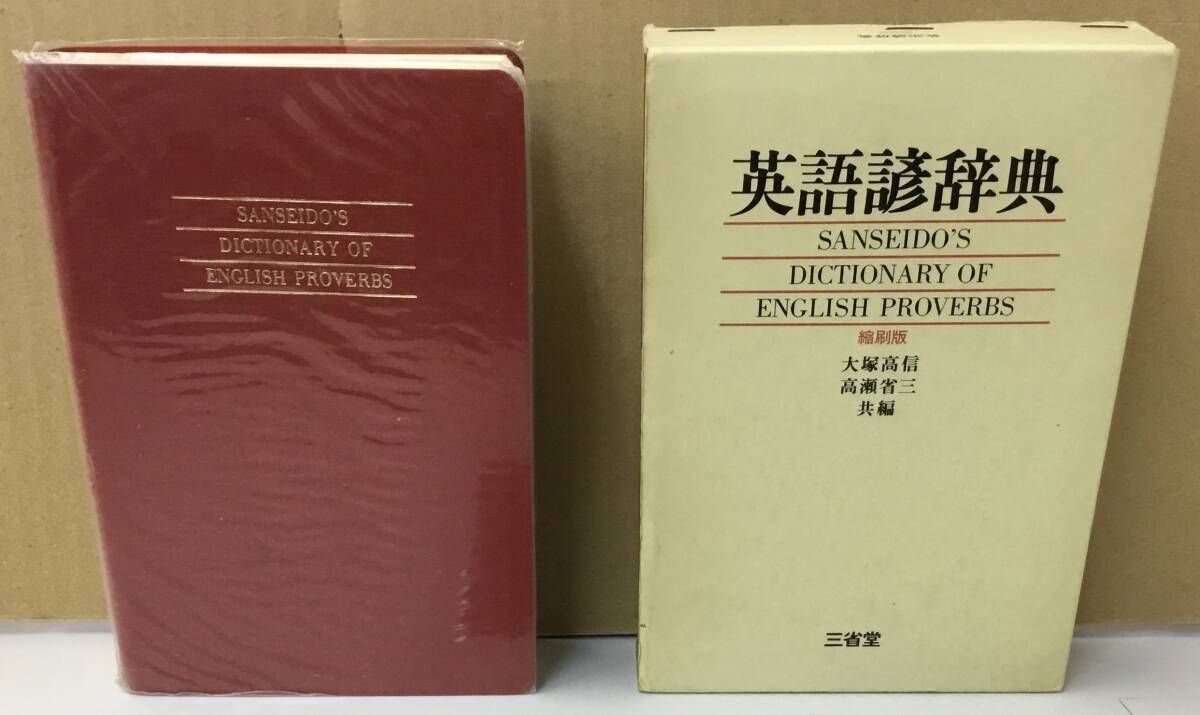 SANSEIDO'S
DICTIONARY OF
ENGLISH PROVERBS
英語諺辞典
SANSEIDO'S
DICTIONARY OF
ENGLISH PROVERBS
縮刷版
大塚高信
高瀬省三
共編
三省堂